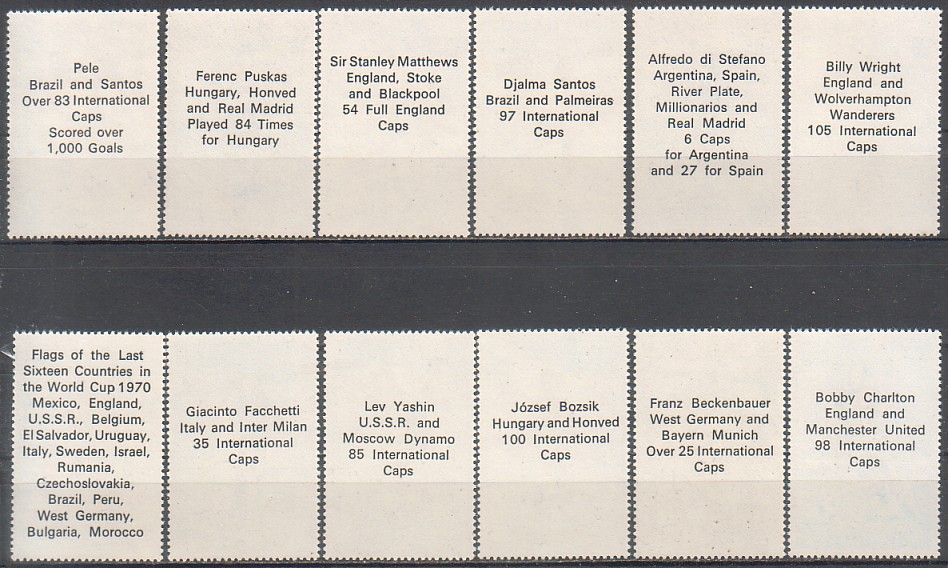 Pele
Brazil and Santos
Over 83 International
Caps
Scored over
1,000 Goals
Ferenc Puskas
Hungary, Honved
and Real Madrid
Played 84 Times
for Hungary
Sir Stanley Matthews
England, Stoke
and Blackpool
54 Full England
Caps
Djalma Santos
Brazil and Palmeiras
97 International
Caps
Alfredo di Stefano
Argentina, Spain,
River Plate,
Millionarios and
Real Madrid
6 Caps
for Argentina
and 27 for Spain
Billy Wright
England and
Wolverhampton
Wanderers
105 International
Caps
Flags of the Last
Sixteen Countries in
the World Cup 1970
Mexico, England,
U.S.S.R., Belgium,
El Salvador, Uruguay,
Italy, Sweden, Israel,
Rumania,
Czechoslovakia,
Brazil, Peru,
West Germany,
Bulgaria, Morocco
Giacinto Facchetti
Italy and Inter Milan
35 International
Caps
Lev Yashin
U.S.S.R. and
Moscow Dynamo
85 International
Caps
József Bozsik
Hungary and Honved
100 International
Caps
Franz Beckenbauer
West Germany and
Bayern Munich
Over 25 International
Caps
Bobby Charlton
England and
Manchester United
98 International
Caps